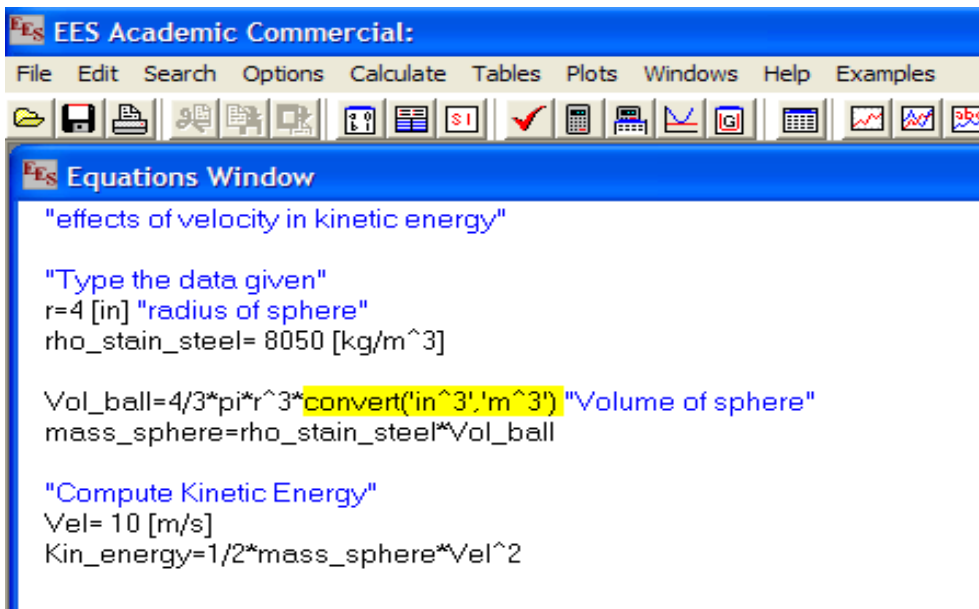 EES EES Academic Commercial:
File Edit Search Options Calculate Tables Plots Windows Help Examples
EES Equations Window
"effects of velocity in kinetic energy"
"Type the data given"
r=4 [in] "radius of sphere"
rho_stain_steel= 8050 [kg/m^3]
Vol_ball=4/3*pi*r^3*convert('in^3','m^3') "Volume of sphere"
mass_sphere=rho_stain_steel*Vol_ball
"Compute Kinetic Energy"
Vel= 10 [m/s]
Kin_energy=1/2*mass_sphere*Vel^2